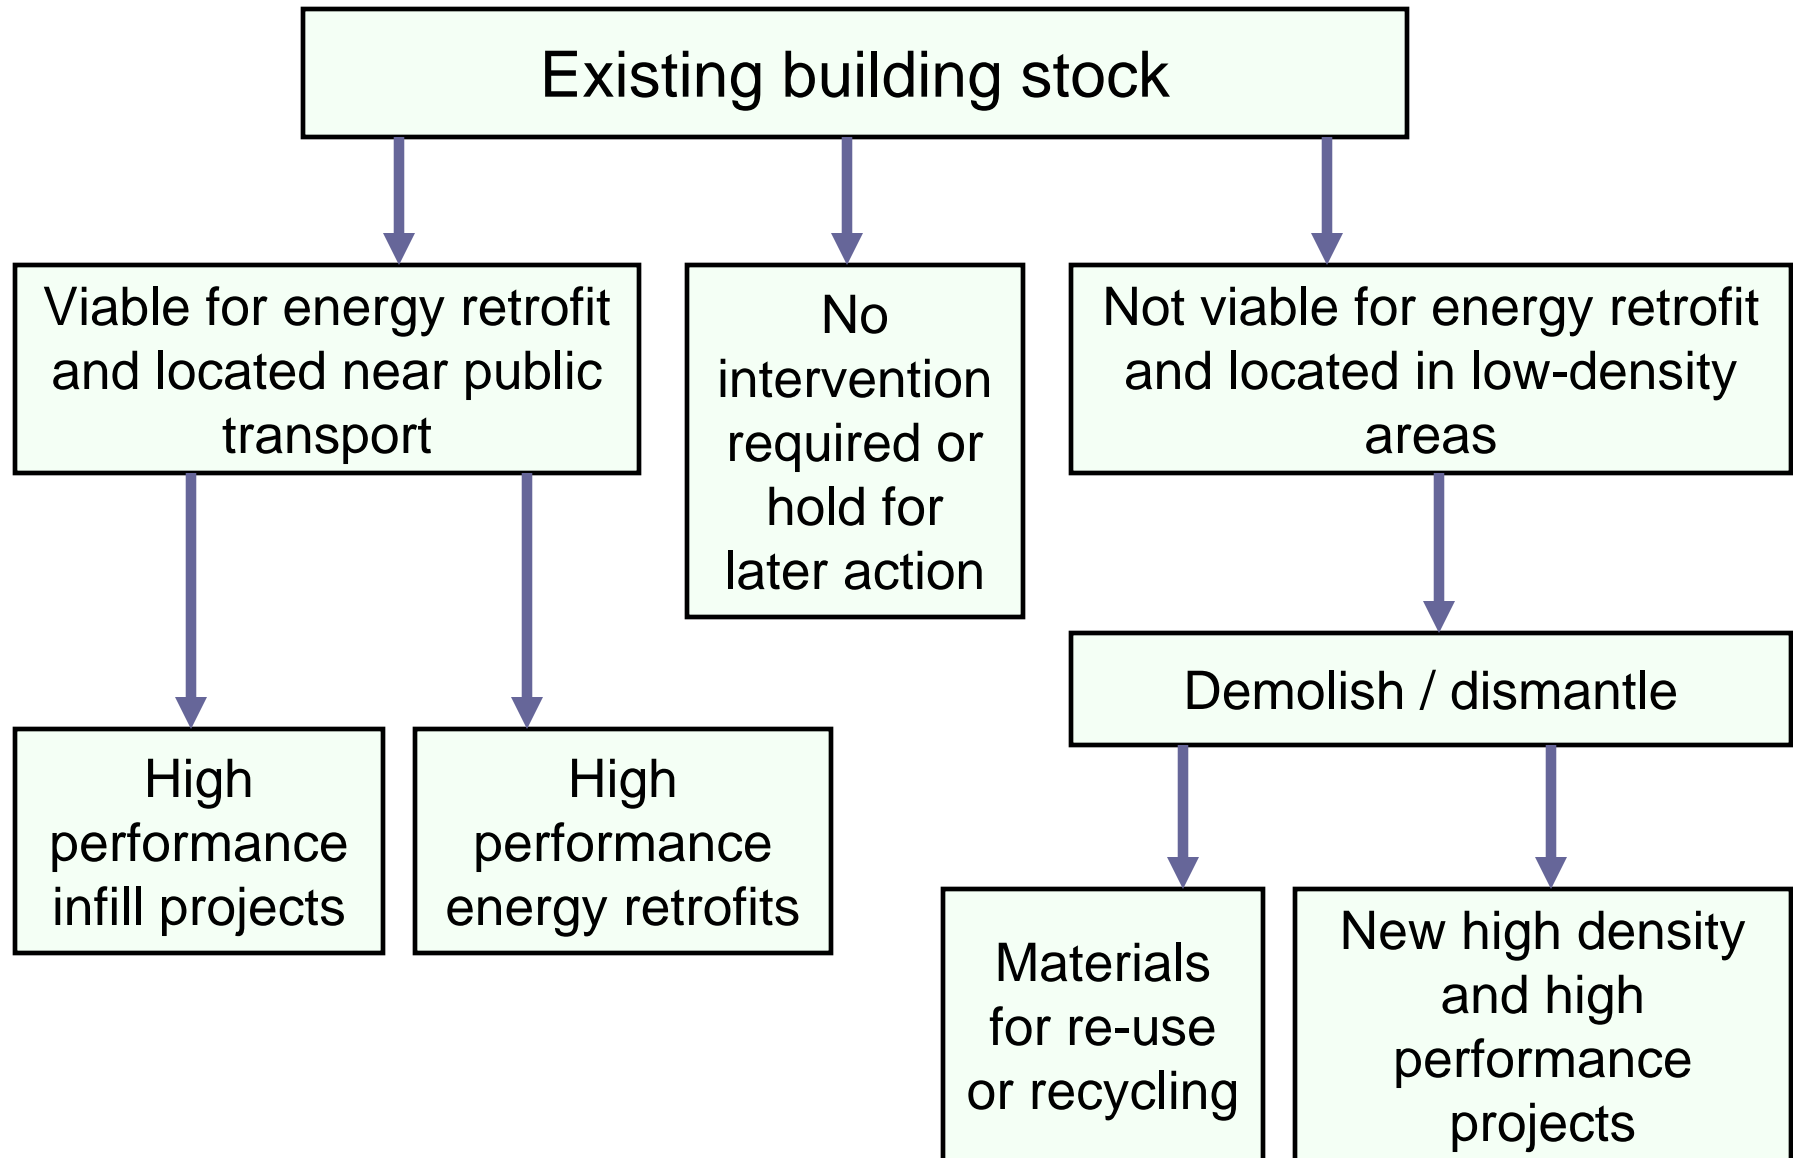 Existing building stock
Viable for energy retrofit
and located near public
transport
No
intervention
required or
hold for
later action
Not viable for energy retrofit
and located in low-density
areas
Demolish / dismantle
High
performance
infill projects
High
performance
energy retrofits
Materials
for re-use
or recycling
New high density
and high
performance
projects